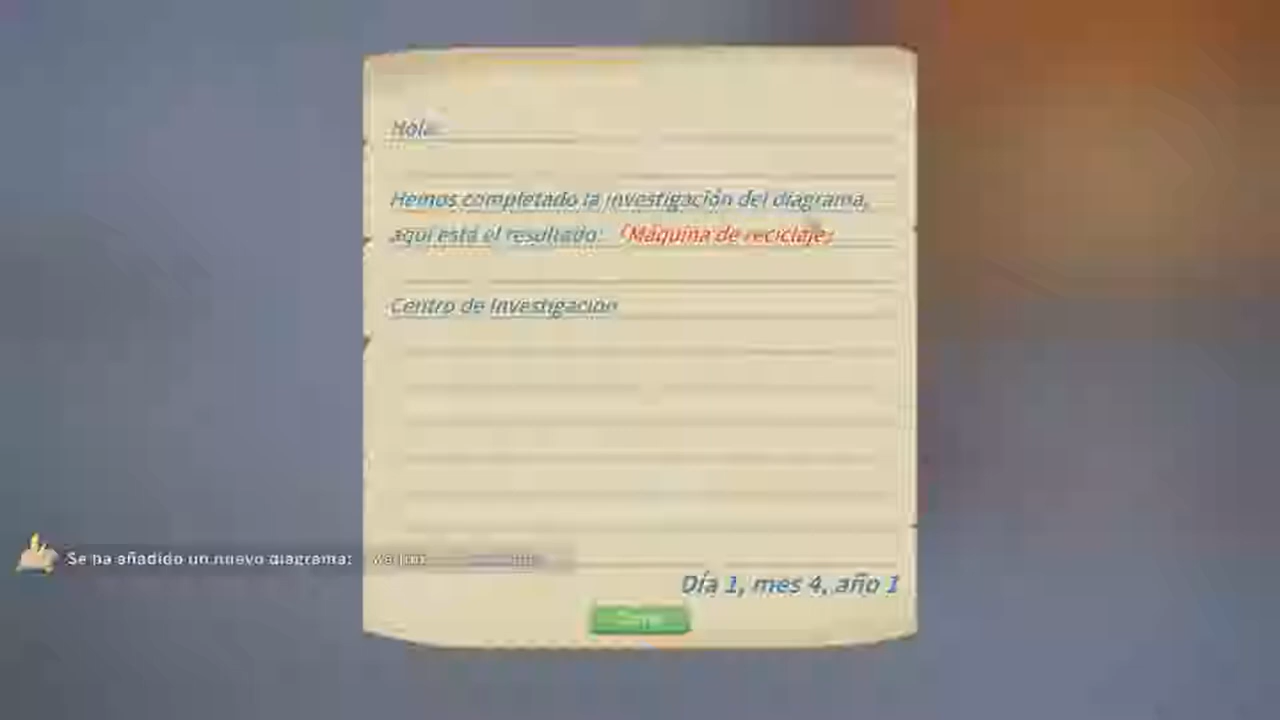 Hola:
Hemos completado la investigación del diagrama,
aquí está el resultado: (Máquina de reciclaje)
Centro de Investigación
Se ha añadido un nuevo diagrama:
Día 1, mes 4, año 1